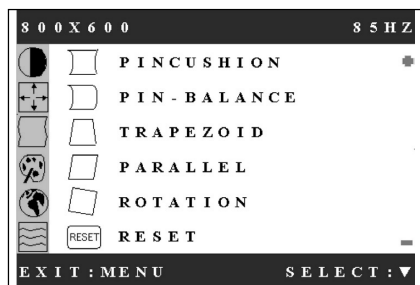 800X600 85HZ
PINCUSHION
PIN-BALANCE
TRAPEZOID
PARALLEL
ROTATION
RESET RESET
EXIT:MENU SELECT:▼